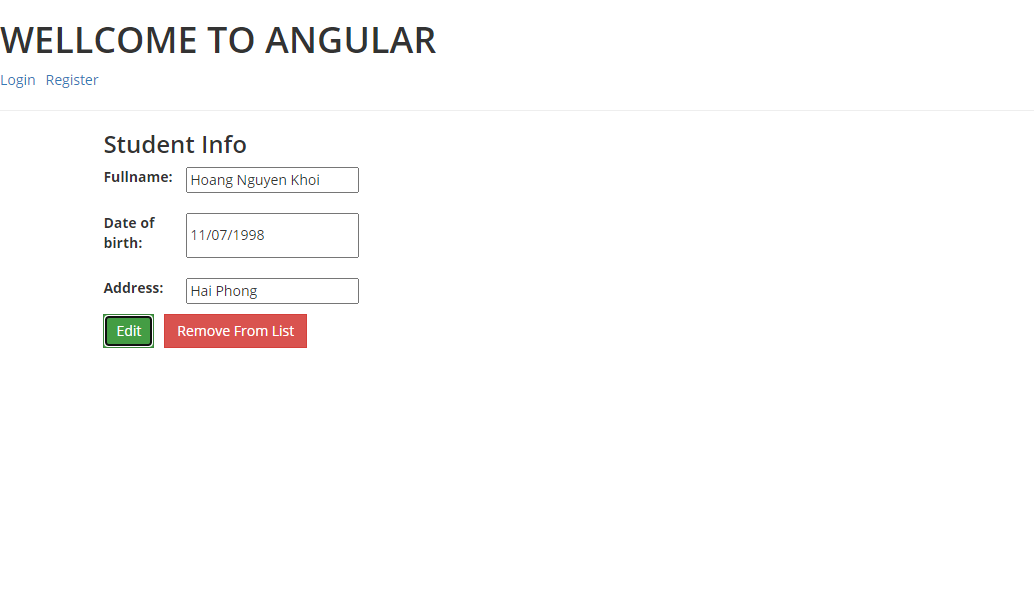 WELLCOME TO ANGULAR
Login Register
Student Info
Fullname: Hoang Nguyen Khoi
Date of
birth: 11/07/1998
Address: Hai Phong
Edit Remove From List